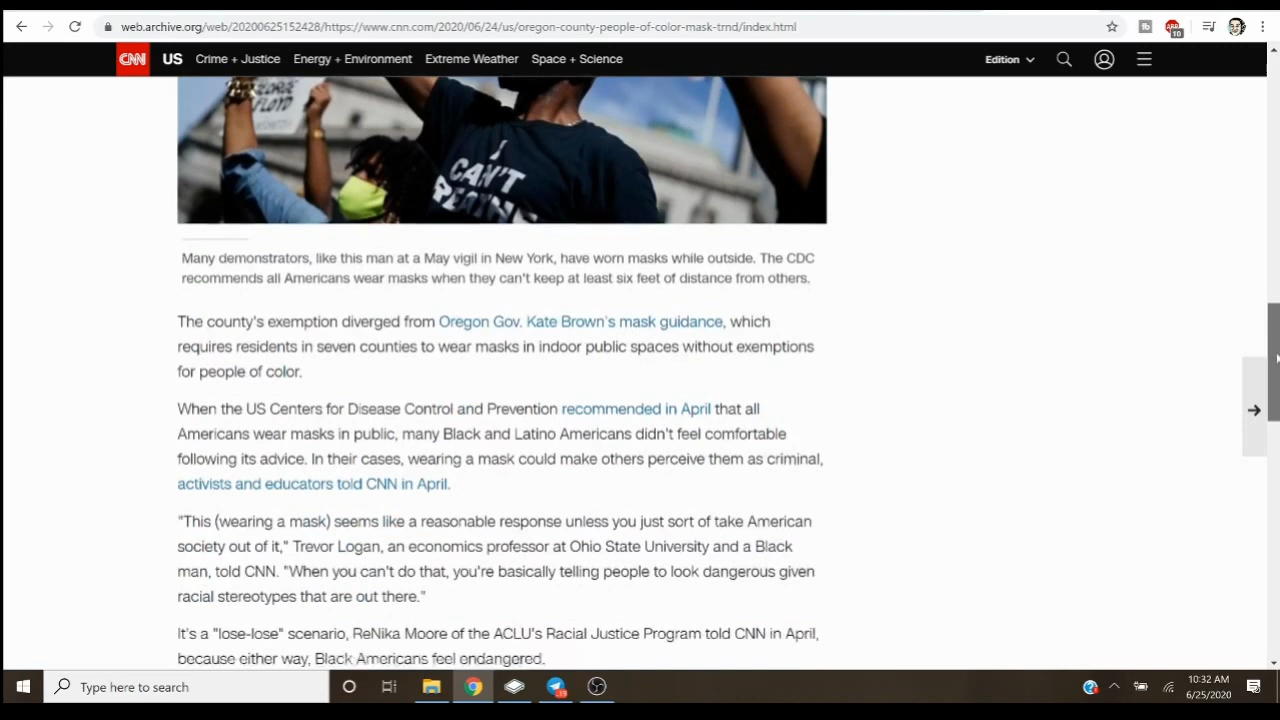 web.archive.org/web/20200625152428/https://www.cnn.com/2020/06/24/us/oregon-county-people-of-color-mask-trnd/index.html
10
CNN US Crime + Justice Energy + Environment Extreme Weather Space + Science Edition
FLOYD
I
CAN'T
BREATHE
Many demonstrators, like this man at a May vigil in New York, have worn masks while outside. The CDC
recommends all Americans wear masks when they can't keep at least six feet of distance from others.
The county's exemption diverged from Oregon Gov. Kate Brown's mask guidance, which
requires residents in seven counties to wear masks in indoor public spaces without exemptions
for people of color.
When the US Centers for Disease Control and Prevention recommended in April that all
Americans wear masks in public, many Black and Latino Americans didn't feel comfortable
following its advice. In their cases, wearing a mask could make others perceive them as criminal,
activists and educators told CNN in April.
"This (wearing a mask) seems like a reasonable response unless you just sort of take American
society out of it," Trevor Logan, an economics professor at Ohio State University and a Black
man, told CNN. "When you can't do that, you're basically telling people to look dangerous given
racial stereotypes that are out there."
It's a "lose-lose" scenario, ReNika Moore of the ACLU's Racial Justice Program told CNN in April,
because either way, Black Americans feel endangered.
Type here to search
10:32 AM
6/25/2020